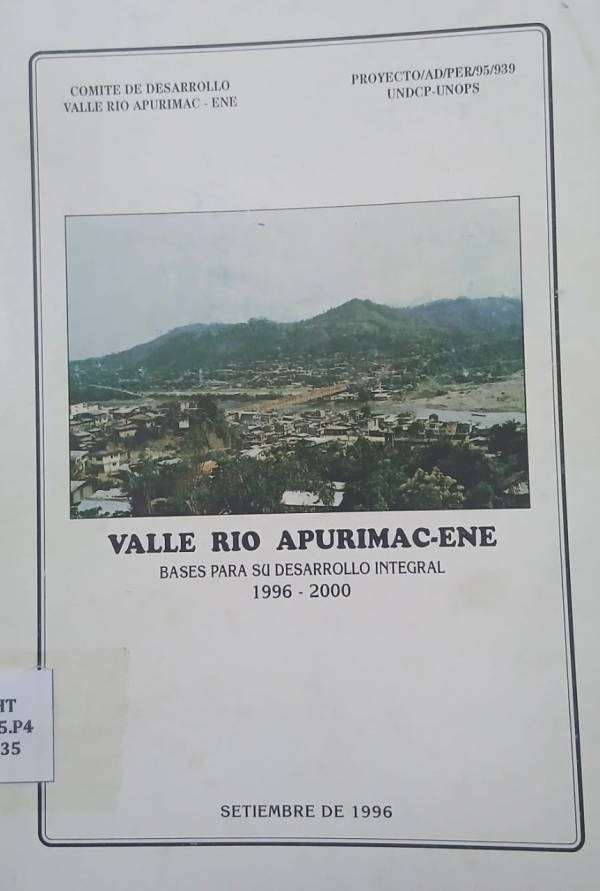 COMITE DE DESARROLLO
VALLE RIO APURIMAC - ENE
PROYECTO/AD/PER/95/939
UNDCP-UNOPS
VALLE RIO APURIMAC-ENE
BASES PARA SU DESARROLLO INTEGRAL
1996 - 2000
HT
5.P4
35
SETIEMBRE DE 1996